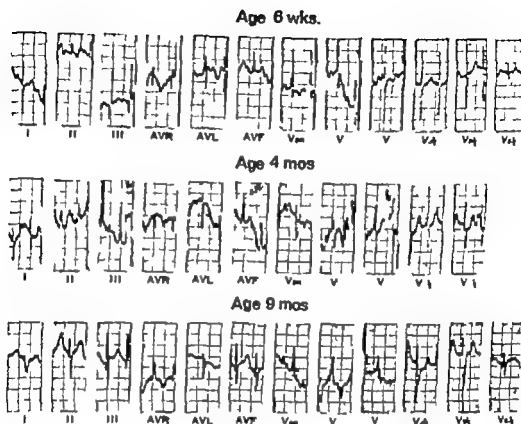 Age 6 wks.
I II III AVR AVL AVF V V
Age 4 mos
I II III AVR AVL AVF V V
Age 9 mos
I II III AVR AVL AVF V V